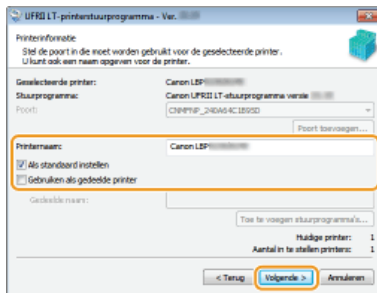 UFRII LT-printerstuurprogramma - Ver.
Printerinformatie
Stel de poort in die moet worden gebruikt voor de geselecteerde printer.
U kunt ook een naam opgeven voor de printer.
Geselecteerde printer: Canon LBP
Stuurprogramma: Canon UFRII LT-stuurprogramma versie
Poort: CNMFNP_240A64C1B95D
Poort toevoegen...
Printernaam: Canon LBP
Als standaard instellen
Gebruiken als gedeelde printer
Gedeelde naam:
Toe te voegen stuurprogramma's...
Huidige printer: 1
Aantal in te stellen printers: 1
< Terug Volgende > Annuleren